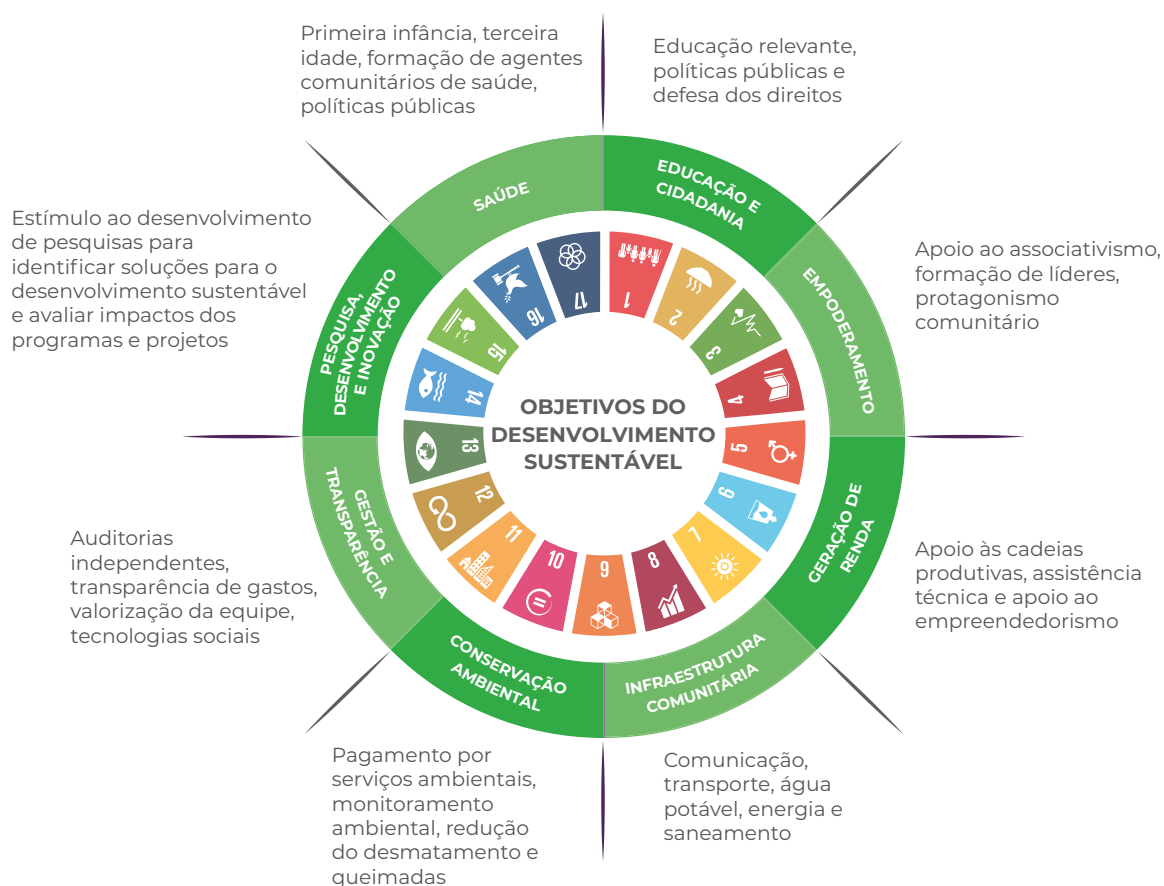 Primeira infância, terceira
idade, formação de agentes
comunitários de saúde,
políticas públicas
Educação relevante,
políticas públicas e
defesa dos direitos
SAÚDE
EDUCAÇÃO E
CIDADANIA
Estímulo ao desenvolvimento
de pesquisas para
identificar soluções para o
desenvolvimento sustentável
e avaliar impactos dos
programas e projetos
PESQUISA,
DESENVOLVIMENTO
E INOVAÇÃO
EMPODERAMENTO
Apoio ao associativismo,
formação de líderes,
protagonismo
comunitário
1
2
3
4
5
6
7
8
9
10
11
12
13
14
15
16
17
OBJETIVOS DO
DESENVOLVIMENTO
SUSTENTÁVEL
GESTÃO E
TRANSPARÊNCIA
GERAÇÃO DE
RENDA
Auditorias
independentes,
transparência de gastos,
valorização da equipe,
tecnologias sociais
Apoio às cadeias
produtivas, assistência
técnica e apoio ao
empreendedorismo
CONSERVAÇÃO
AMBIENTAL
INFRAESTRUTURA
COMUNITÁRIA
Pagamento por
serviços ambientais,
monitoramento
ambiental, redução
do desmatamento e
queimadas
Comunicação,
transporte, água
potável, energia e
saneamento